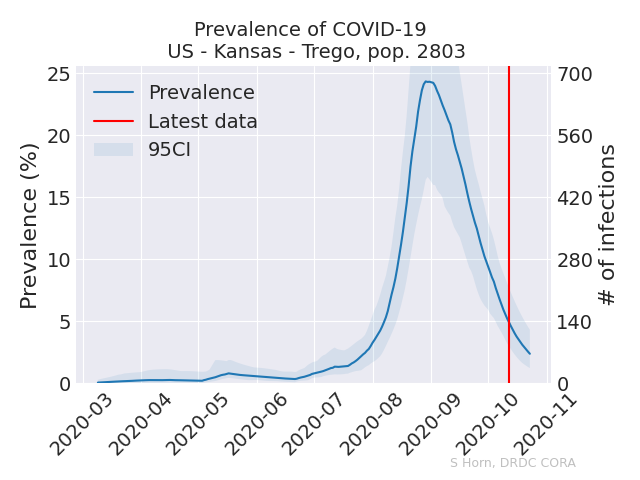 Prevalence of COVID-19
US - Kansas - Trego, pop. 2803
Prevalence (%)
25
20
15
10
5
0
Prevalence
Latest data
95CI
700
560
420
280
140
0
# of infections
2020-03
2020-04
2020-05
2020-06
2020-07
2020-08
2020-09
2020-10
2020-11
S Horn, DRDC CORA